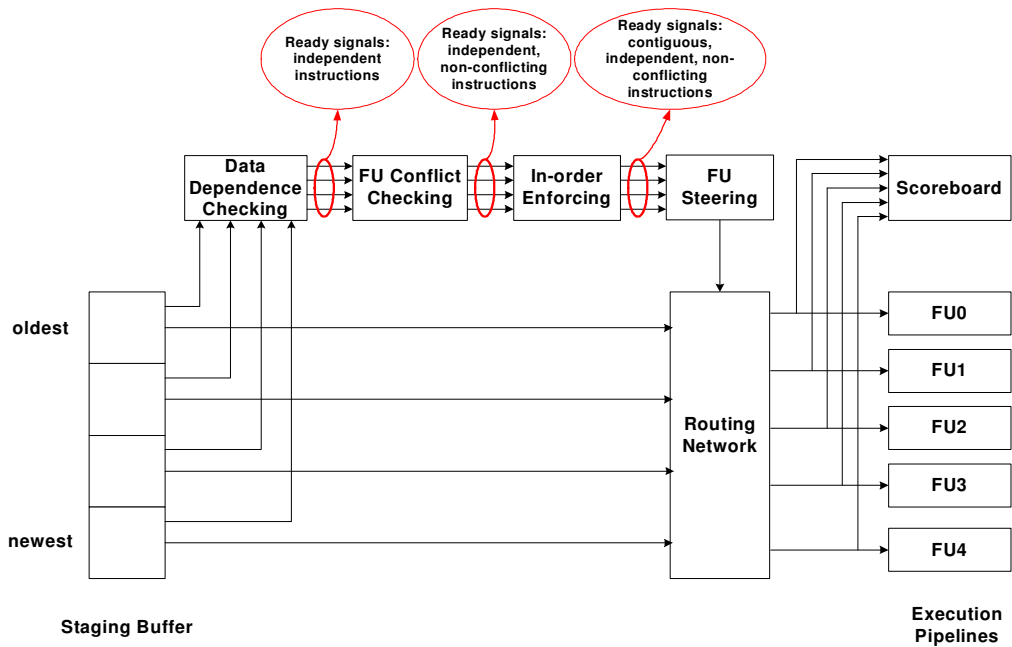 Ready signals:
independent
instructions
Ready signals:
independent,
non-conflicting
instructions
Ready signals:
contiguous,
independent, non-
conflicting
instructions
Data
Dependence
Checking
FU Conflict
Checking
In-order
Enforcing
FU
Steering
Scoreboard
oldest
newest
Routing
Network
FU0
FU1
FU2
FU3
FU4
Staging Buffer
Execution
Pipelines